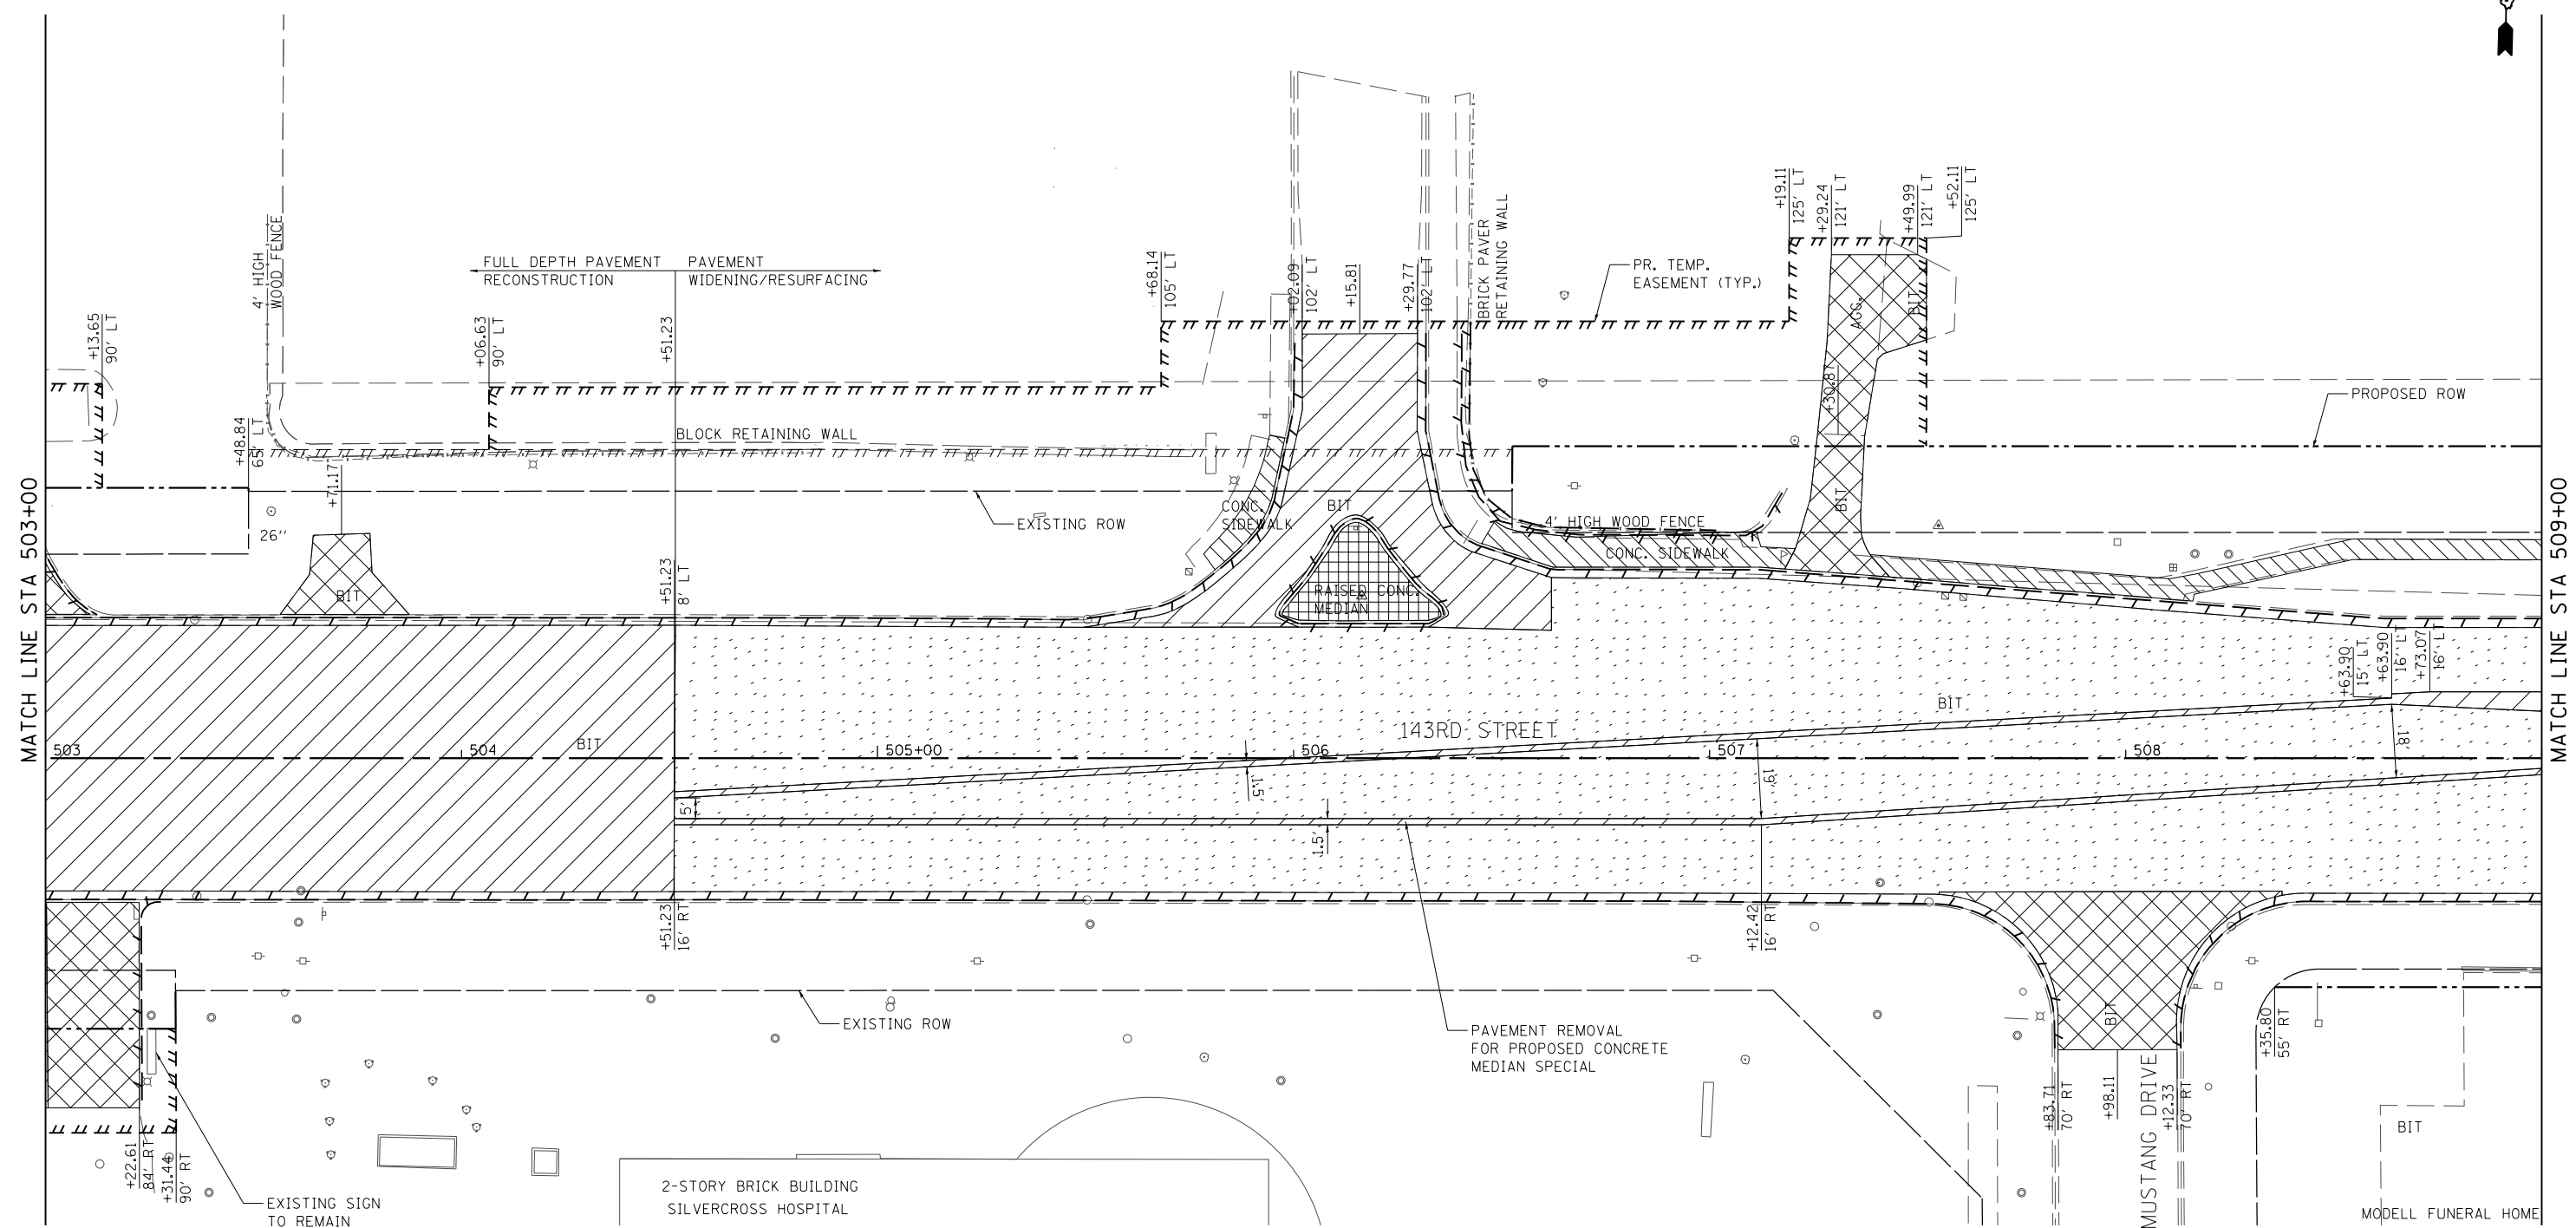 MATCH LINE STA 503+00
+13.65
90' LT
4' HIGH
WOOD FENCE
+48.84
65' LT
26''
+71.17
BIT
FULL DEPTH PAVEMENT
RECONSTRUCTION
PAVEMENT
WIDENING/RESURFACING
+06.63
90' LT
+51.23
BLOCK RETAINING WALL
+51.23
8' LT
EXISTING ROW
+68.14
105' LT
CONC.
SIDEWALK
+02.09
102' LT
+15.81
+29.77
102' LT
BRICK PAVER
RETAINING WALL
BIT
RAISED CONC.
MEDIAN
PR. TEMP.
EASEMENT (TYP.)
4' HIGH WOOD FENCE
CONC. SIDEWALK
+19.11
125' LT
+29.24
121' LT
+49.99
121' LT
+52.11
125' LT
AGG.
BIT
+30.87
BIT
PROPOSED ROW
+63.90
15' LT
+63.90
16' LT
+73.07
16' LT
MATCH LINE STA 509+00
BIT
143RD STREET
503
504
BIT
505+00
506
507
508
5'
1.5'
1.5'
19'
18'
+51.23
16' RT
+12.42
16' RT
EXISTING ROW
PAVEMENT REMOVAL
FOR PROPOSED CONCRETE
MEDIAN SPECIAL
BIT
+83.71
70' RT
+98.11
MUSTANG DRIVE
+12.33
70' RT
+35.80
55' RT
BIT
+22.61
84' RT
+31.44
90' RT
EXISTING SIGN
TO REMAIN
2-STORY BRICK BUILDING
SILVERCROSS HOSPITAL
MODELL FUNERAL HOME